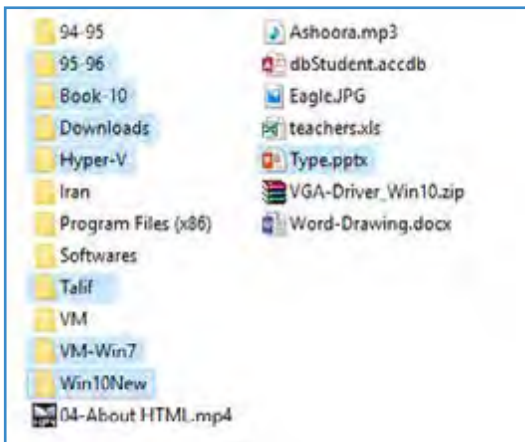 94-95
95-96
Book-10
Downloads
Hyper-V
Iran
Program Files (x86)
Softwares
Talif
VM
VM-Win7
Win10New
04-About HTML.mp4
Ashoora.mp3
dbStudent.accdb
Eagle.JPG
teachers.xls
Type.pptx
VGA-Driver_Win10.zip
Word-Drawing.docx